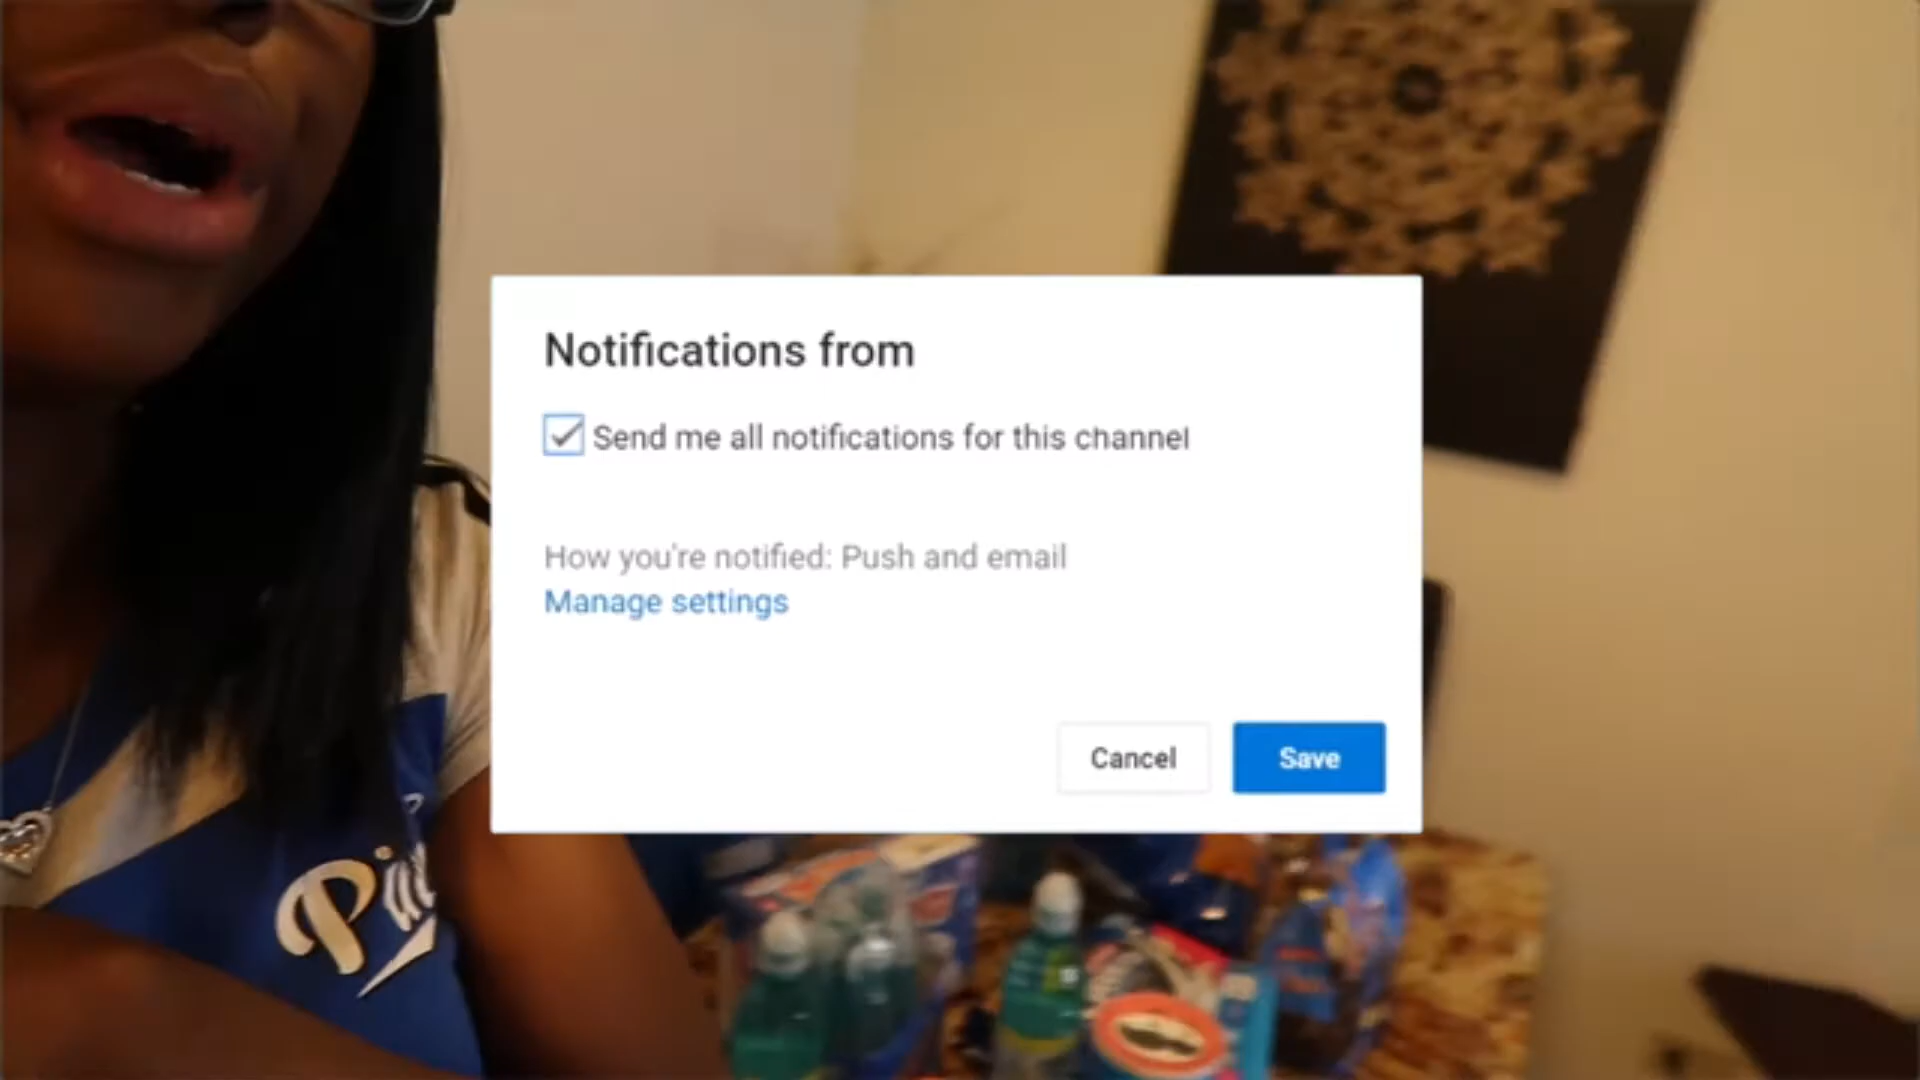 Notifications from
Send me all notifications for this channel
How you're notified: Push and email
Manage settings
Cancel
Save